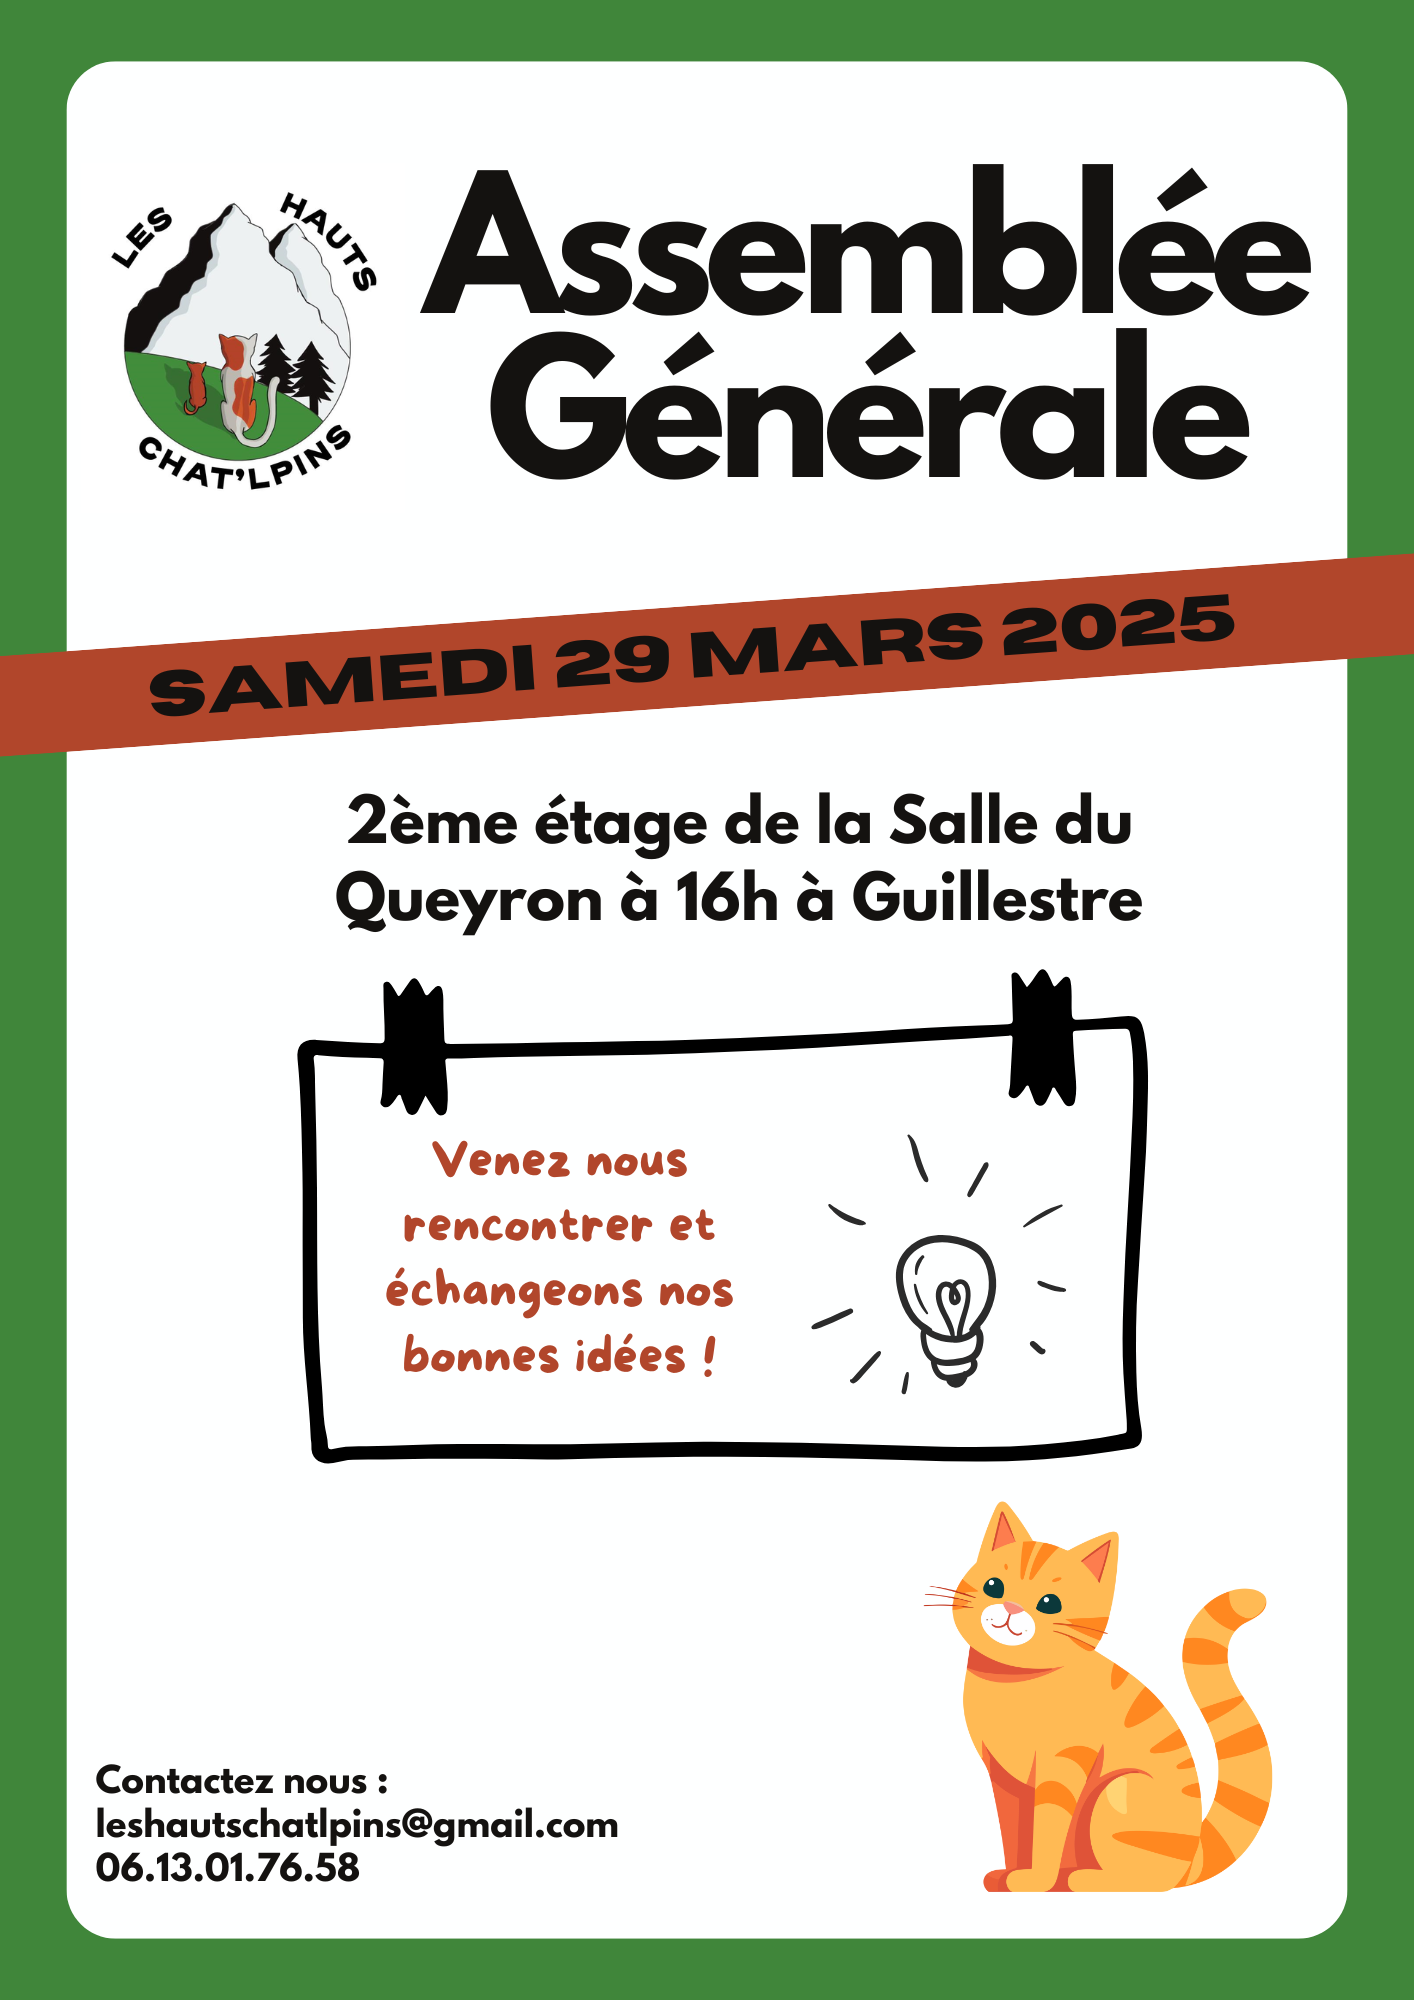 LES HAUTS
CHAT'LPINS
Assemblée
Générale
SAMEDI 29 MARS 2025
2ème étage de la Salle du
Queyron à 16h à Guillestre
Venez nous
rencontrer et
échangeons nos
bonnes idées !
Contactez nous :
leshautschatlpins@gmail.com
06.13.01.76.58